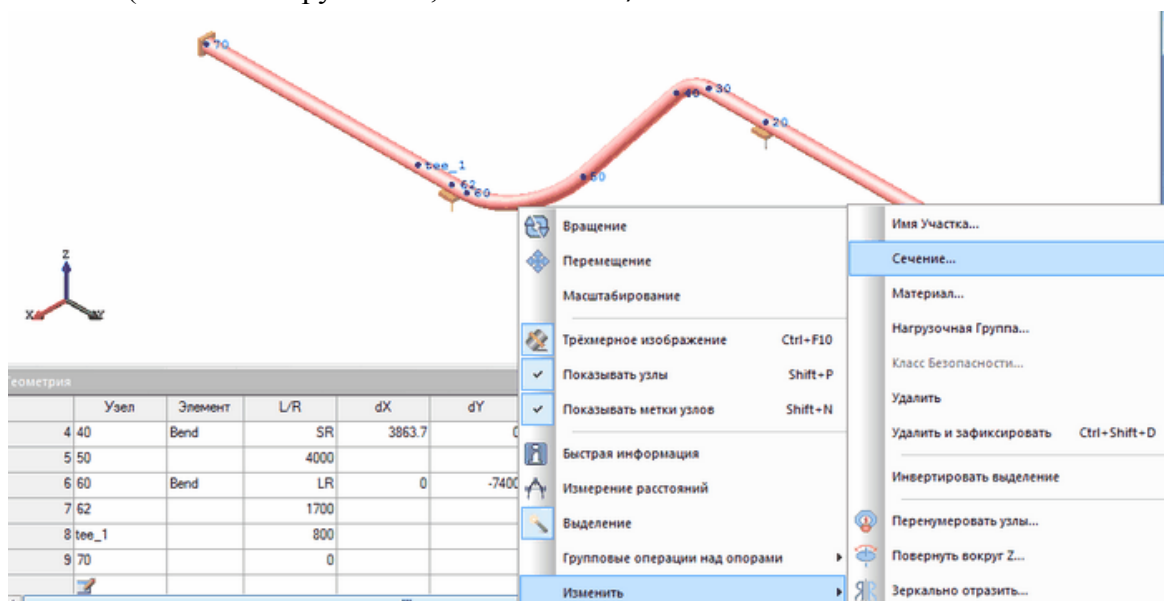 70
40
30
20
tee_1
62
60
50
Z
X
Y
Вращение
Перемещение
Масштабирование
Трёхмерное изображение Ctrl+F10
Показывать узлы Shift+P
Показывать метки узлов Shift+N
Быстрая информация
Измерение расстояний
Выделение
Групповые операции над опорами
Изменить
Имя Участка...
Сечение...
Материал...
Нагрузочная Группа...
Класс Безопасности...
Удалить
Удалить и зафиксировать Ctrl+Shift+D
Инвертировать выделение
Перенумеровать узлы...
Повернуть вокруг Z...
Зеркально отразить...
Геометрия
Узел Элемент L/R dX dY
4 40 Bend SR 3863.7 0
5 50 4000
6 60 Bend LR 0 -7400
7 62 1700
8 tee_1 800
9 70 0